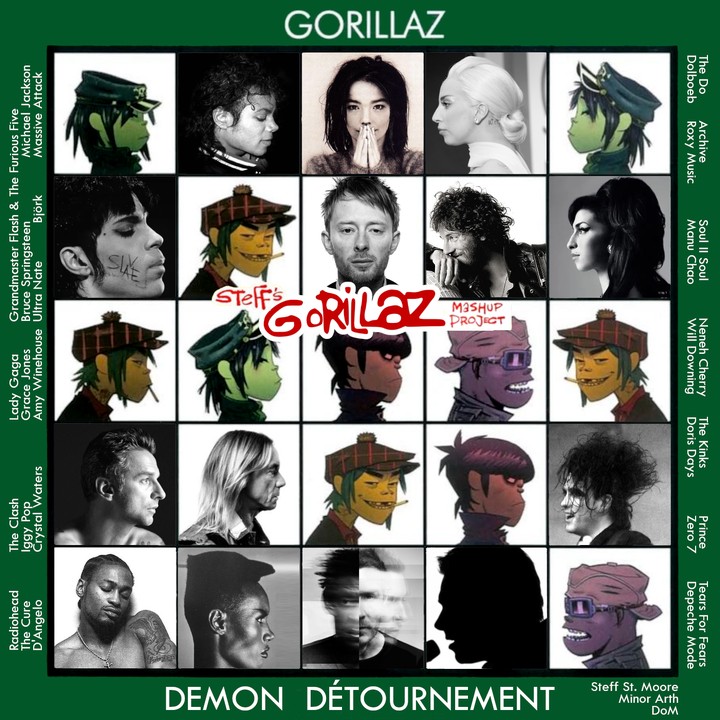 GORILLAZ
Grandmaster Flash & The Furious Five
Michael Jackson
Massive Attack
Bruce Springsteen
Björk
Ultra Nate
Lady Gaga
Grace Jones
Amy Winehouse
The Clash
Iggy Pop
Crystal Waters
Radiohead
The Cure
D'Angelo
SLAVE
STEFF'S
GORILLAZ
MASHUP
PROJECT
The Do
Dolboeb
Archive
Roxy Music
Soul II Soul
Manu Chao
Neneh Cherry
Will Downing
The Kinks
Doris Days
Prince
Zero 7
Tears For Fears
Depeche Mode
DEMON DÉTOURNEMENT
Steff St. Moore
Minor Arth
DoM